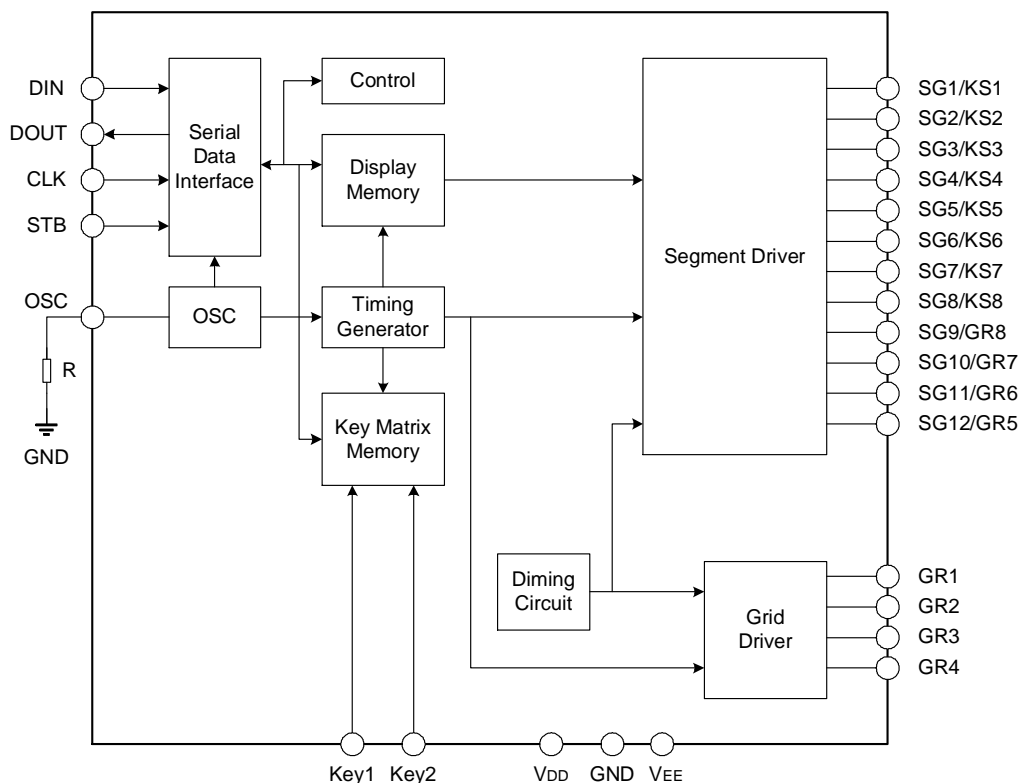 DIN
DOUT
CLK
STB
OSC
R
GND
Serial
Data
Interface
OSC
Control
Display
Memory
Timing
Generator
Key Matrix
Memory
Segment Driver
Diming
Circuit
Grid
Driver
SG1/KS1
SG2/KS2
SG3/KS3
SG4/KS4
SG5/KS5
SG6/KS6
SG7/KS7
SG8/KS8
SG9/GR8
SG10/GR7
SG11/GR6
SG12/GR5
GR1
GR2
GR3
GR4
Key1 Key2 VDD GND VEE